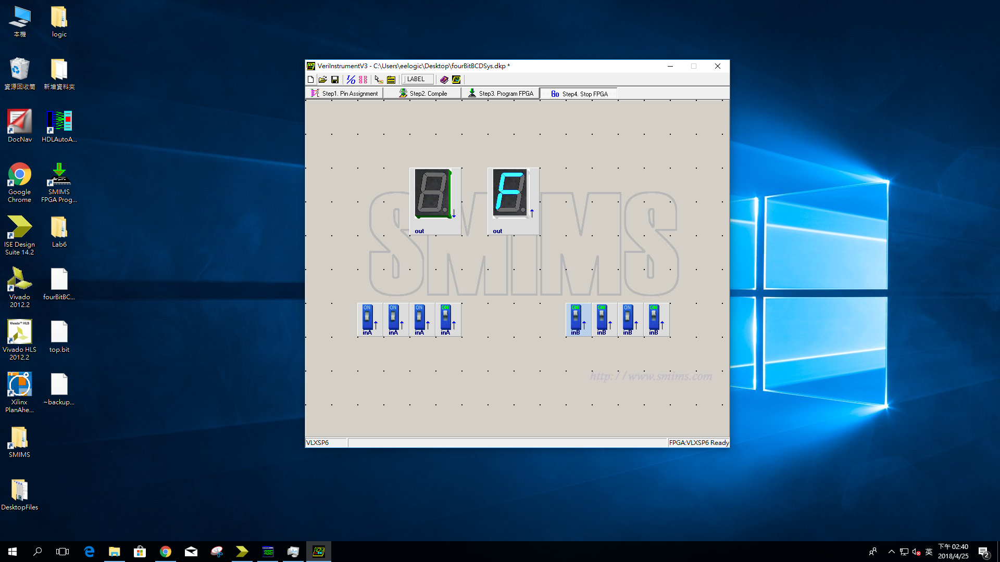 本機
logic
資源回收筒
新增資料夾
DocNav
HDLAutoA...
Google
Chrome
SMIMS
FPGA Prog...
ISE Design
Suite 14.2
Lab6
Vivado
2012.2
fourBitBC...
Vivado™ HLS
Vivado HLS
2012.2
top.bit
Xilinx
PlanAhe...
~backup...
SMIMS
DesktopFiles
VeriInstrumentV3 - C:\Users\eelogic\Desktop\fourBitBCDSys.dkp *
I/O
LABEL
Step1. Pin Assignment
Step2. Compile
Step3. Program FPGA
Go Step4. Stop FPGA
SMIMS
F
out
out
ON ON ON ON
inA inA inA inA
ON ON ON ON
inB inB inB inB
http://www.smims.com
VLXSP6
FPGA:VLXSP6 Ready
英
下午 02:40
2018/4/25
2